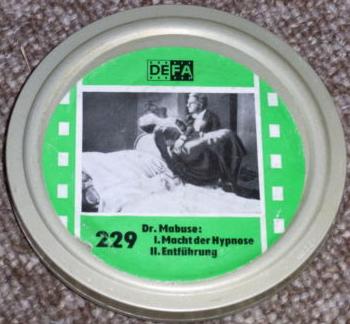 DEFA
229 Dr. Mabuse:
I. Macht der Hypnose
II. Entführung